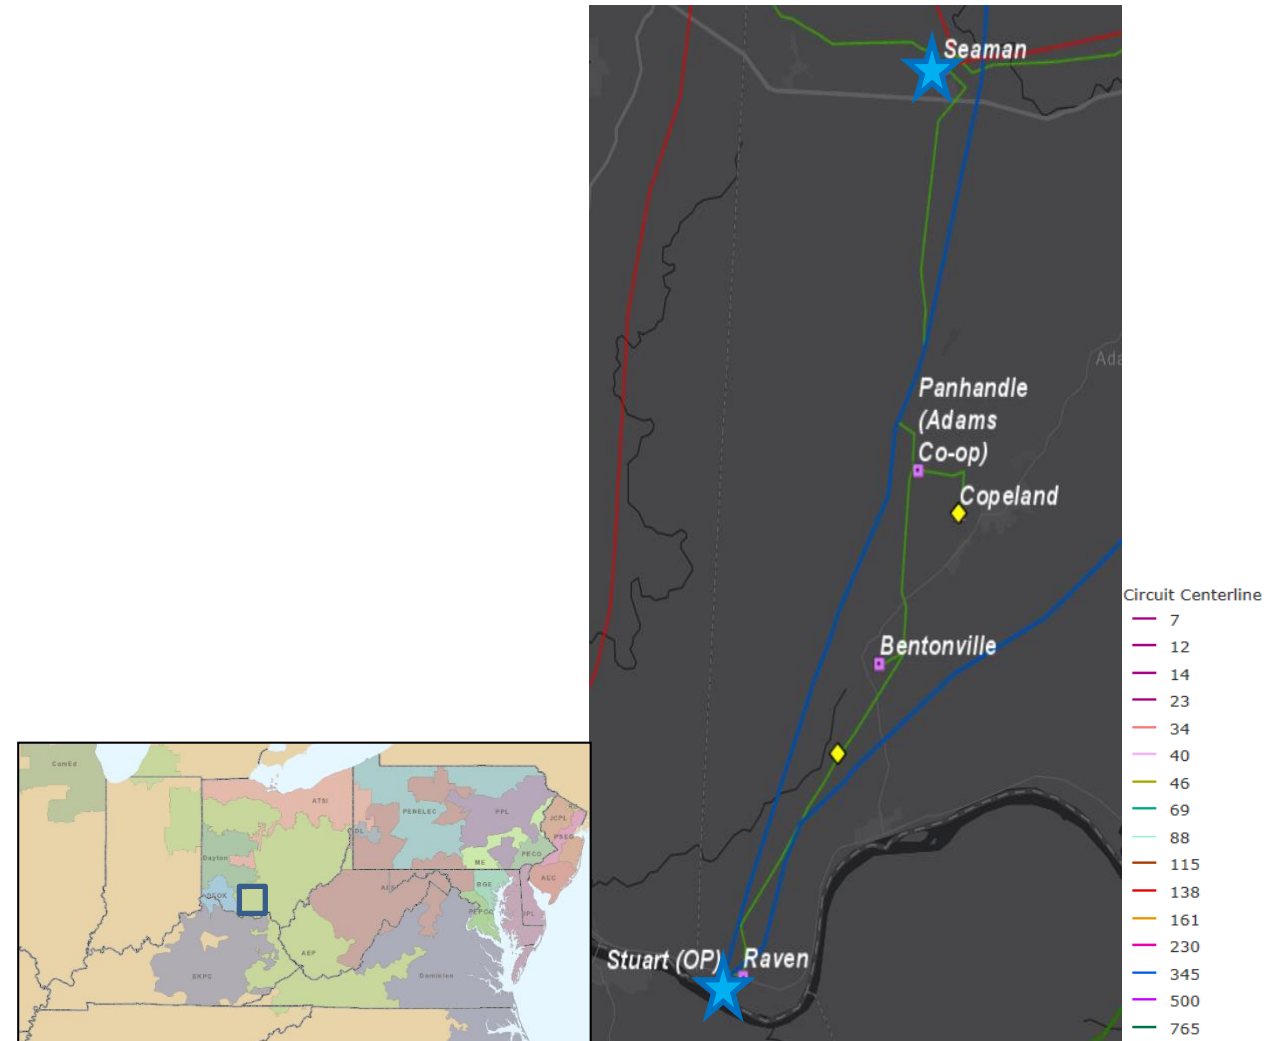 Seaman
Ada
Panhandle
(Adams
Co-op)
Copeland
Bentonville
Stuart (OP)
Raven
Circuit Centerline
7
12
14
23
34
40
46
69
88
115
138
161
230
345
500
765
ComEd
ATSI
PENELEC
PPL
JCPL
PSEG
Dayton
ME
PECO
AEC
BGE
PEPCO
DPL
AEP
EKPC
Dominion